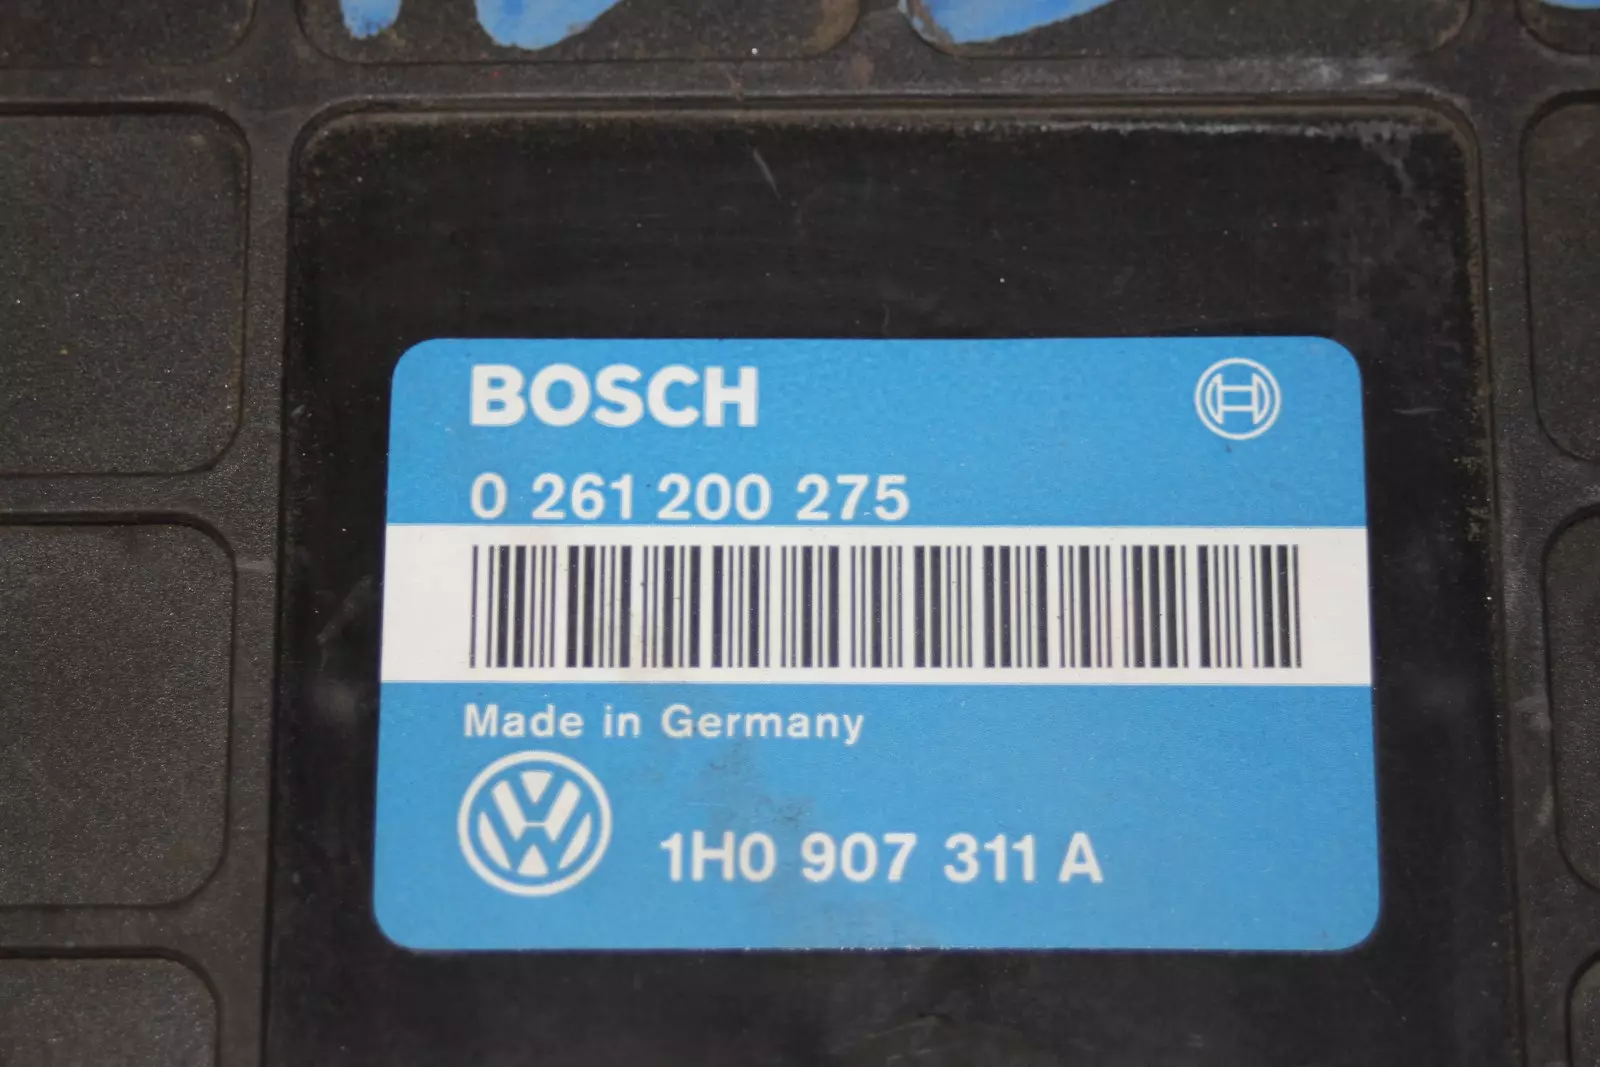 BOSCH
0 261 200 275
Made in Germany
1H0 907 311 A